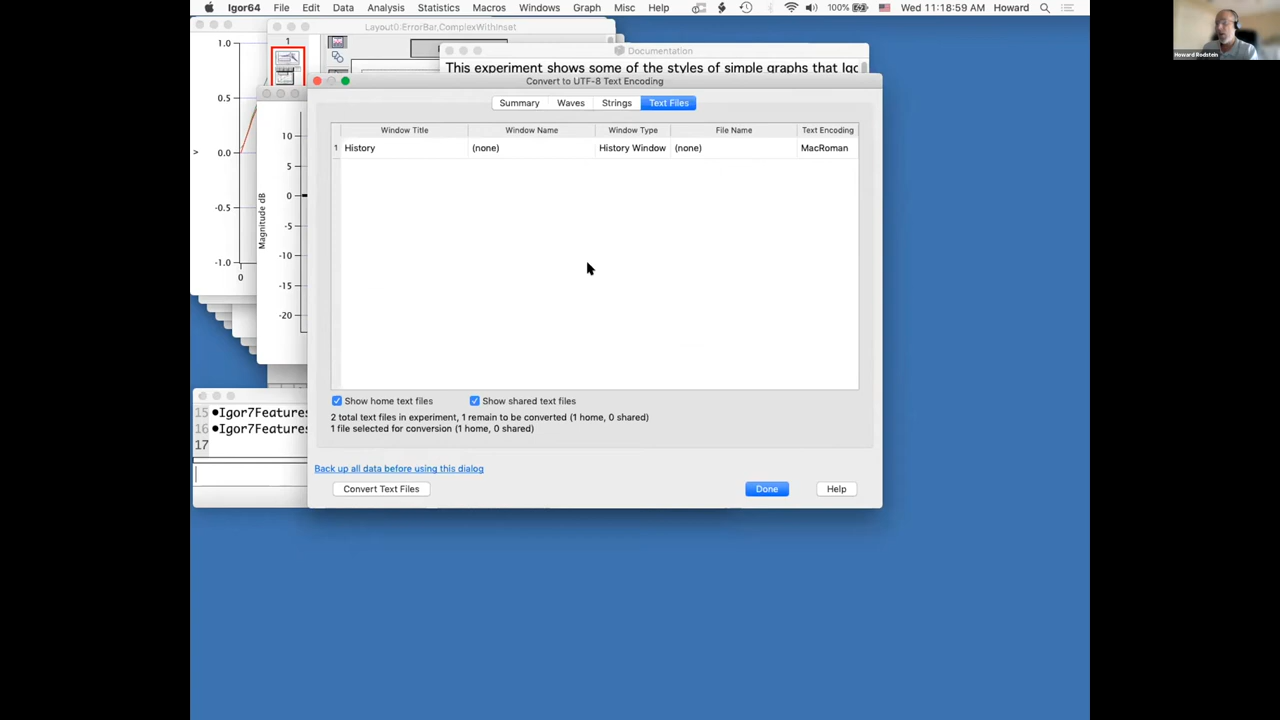 Igor64 File Edit Data Analysis Statistics Macros Windows Graph Misc Help 100% Wed 11:18:59 AM Howard
Layout0:ErrorBar,ComplexWithInset
1
Documentation
This experiment shows some of the styles of simple graphs that Igo
1.0
0.5
0.0
-0.5
-1.0
0
10
5
0
-5
-10
-15
-20
Magnitude dB
Convert to UTF-8 Text Encoding
Summary Waves Strings Text Files
Window Title Window Name Window Type File Name Text Encoding
1 History (none) History Window (none) MacRoman
Show home text files Show shared text files
2 total text files in experiment, 1 remain to be converted (1 home, 0 shared)
1 file selected for conversion (1 home, 0 shared)
Back up all data before using this dialog
Convert Text Files Done Help
15 •Igor7Features
16 •Igor7Features
17
Howard Rodstein